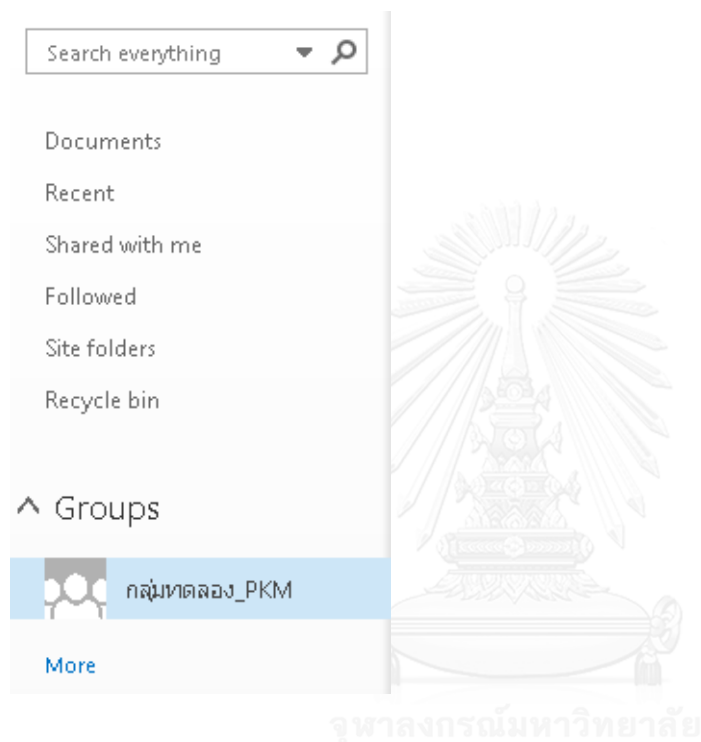 Search everything
Documents
Recent
Shared with me
Followed
Site folders
Recycle bin
Groups
กลุ่มทดลอง_PKM
More
จุฬาลงกรณ์มหาวิทยาลัย